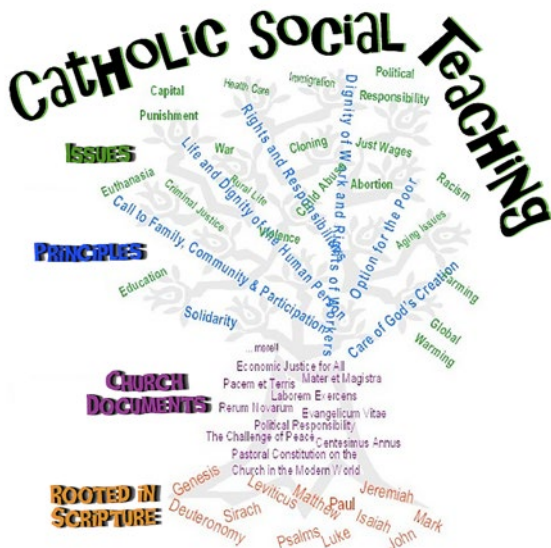 Catholic Social Teaching
Issues
Capital
Punishment
Health Care
Immigration
Political
Responsibility
War
Cloning
Just Wages
Euthanasia
Criminal Justice
Rural Life
Child Abuse
Abortion
Racism
Violence
Aging Issues
Education
Farming
Global
Warming
Principles
Life and Dignity of the Human Person
Rights and Responsibilities
Dignity of Work and Rights of Workers
Option for the Poor
Call to Family, Community & Participation
Care of God's Creation
Solidarity
Church
Documents
...more!!
Economic Justice for All
Pacem et Terris
Mater et Magistra
Laborem Exercens
Rerum Novarum
Evangelicum Vitae
Political Responsibility
The Challenge of Peace
Centesimus Annus
Pastoral Constitution on the
Church in the Modern World
Rooted in
Scripture
Genesis
Leviticus
Matthew
Jeremiah
Deuteronomy
Sirach
Paul
Isaiah
Mark
Psalms
Luke
John